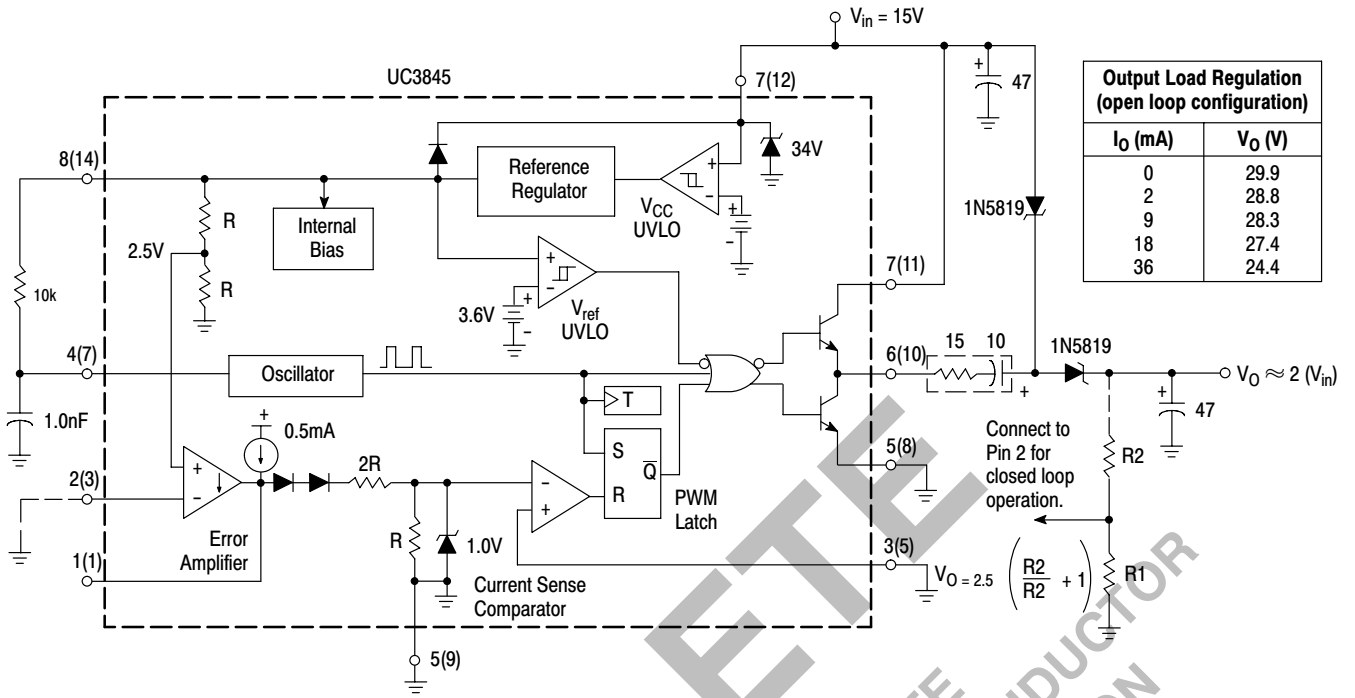 V_in = 15V
UC3845
7(12)
+
47
Output Load Regulation
(open loop configuration)
I_O (mA) V_O (V)
0 29.9
2 28.8
9 28.3
18 27.4
36 24.4
8(14)
34V
Reference
Regulator
+
-
V_CC
UVLO
+
-
1N5819
R
Internal
Bias
2.5V
R
10k
+
-
3.6V
+
-
V_ref
UVLO
7(11)
4(7)
Oscillator
6(10)
15 10
+
1N5819
V_O ≈ 2 (V_in)
T
1.0nF
+
0.5mA
+
47
Connect to
Pin 2 for
closed loop
operation.
R2
5(8)
S
Q̅
R
PWM
Latch
2R
+
-
2(3)
-
+
Error
Amplifier
R
1.0V
1(1)
Current Sense
Comparator
3(5)
V_O = 2.5 (R2/R2 + 1)
R1
5(9)
ETE
NDUCTOR
TE
ION